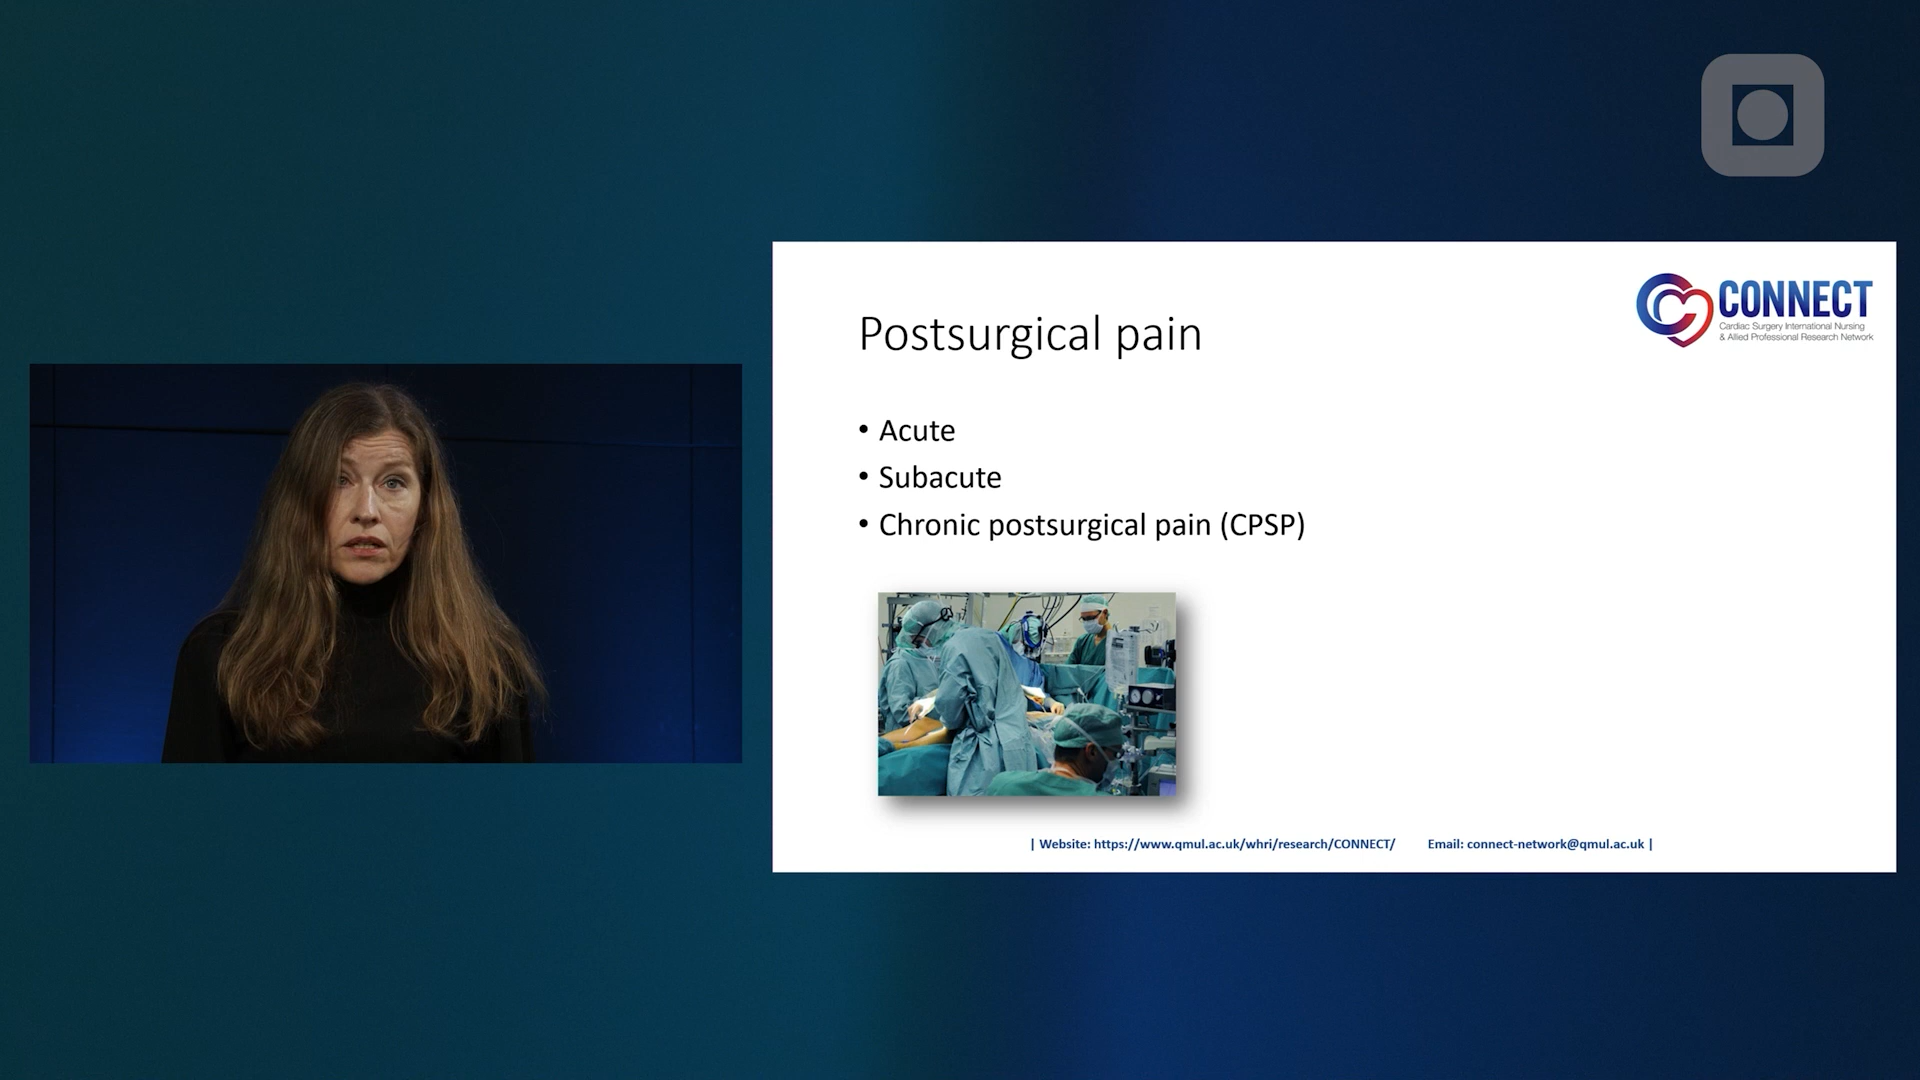 CONNECT
Cardiac Surgery International Nursing
& Allied Professional Research Network
Postsurgical pain
• Acute
• Subacute
• Chronic postsurgical pain (CPSP)
| Website: https://www.qmul.ac.uk/whri/research/CONNECT/ Email: connect-network@qmul.ac.uk |